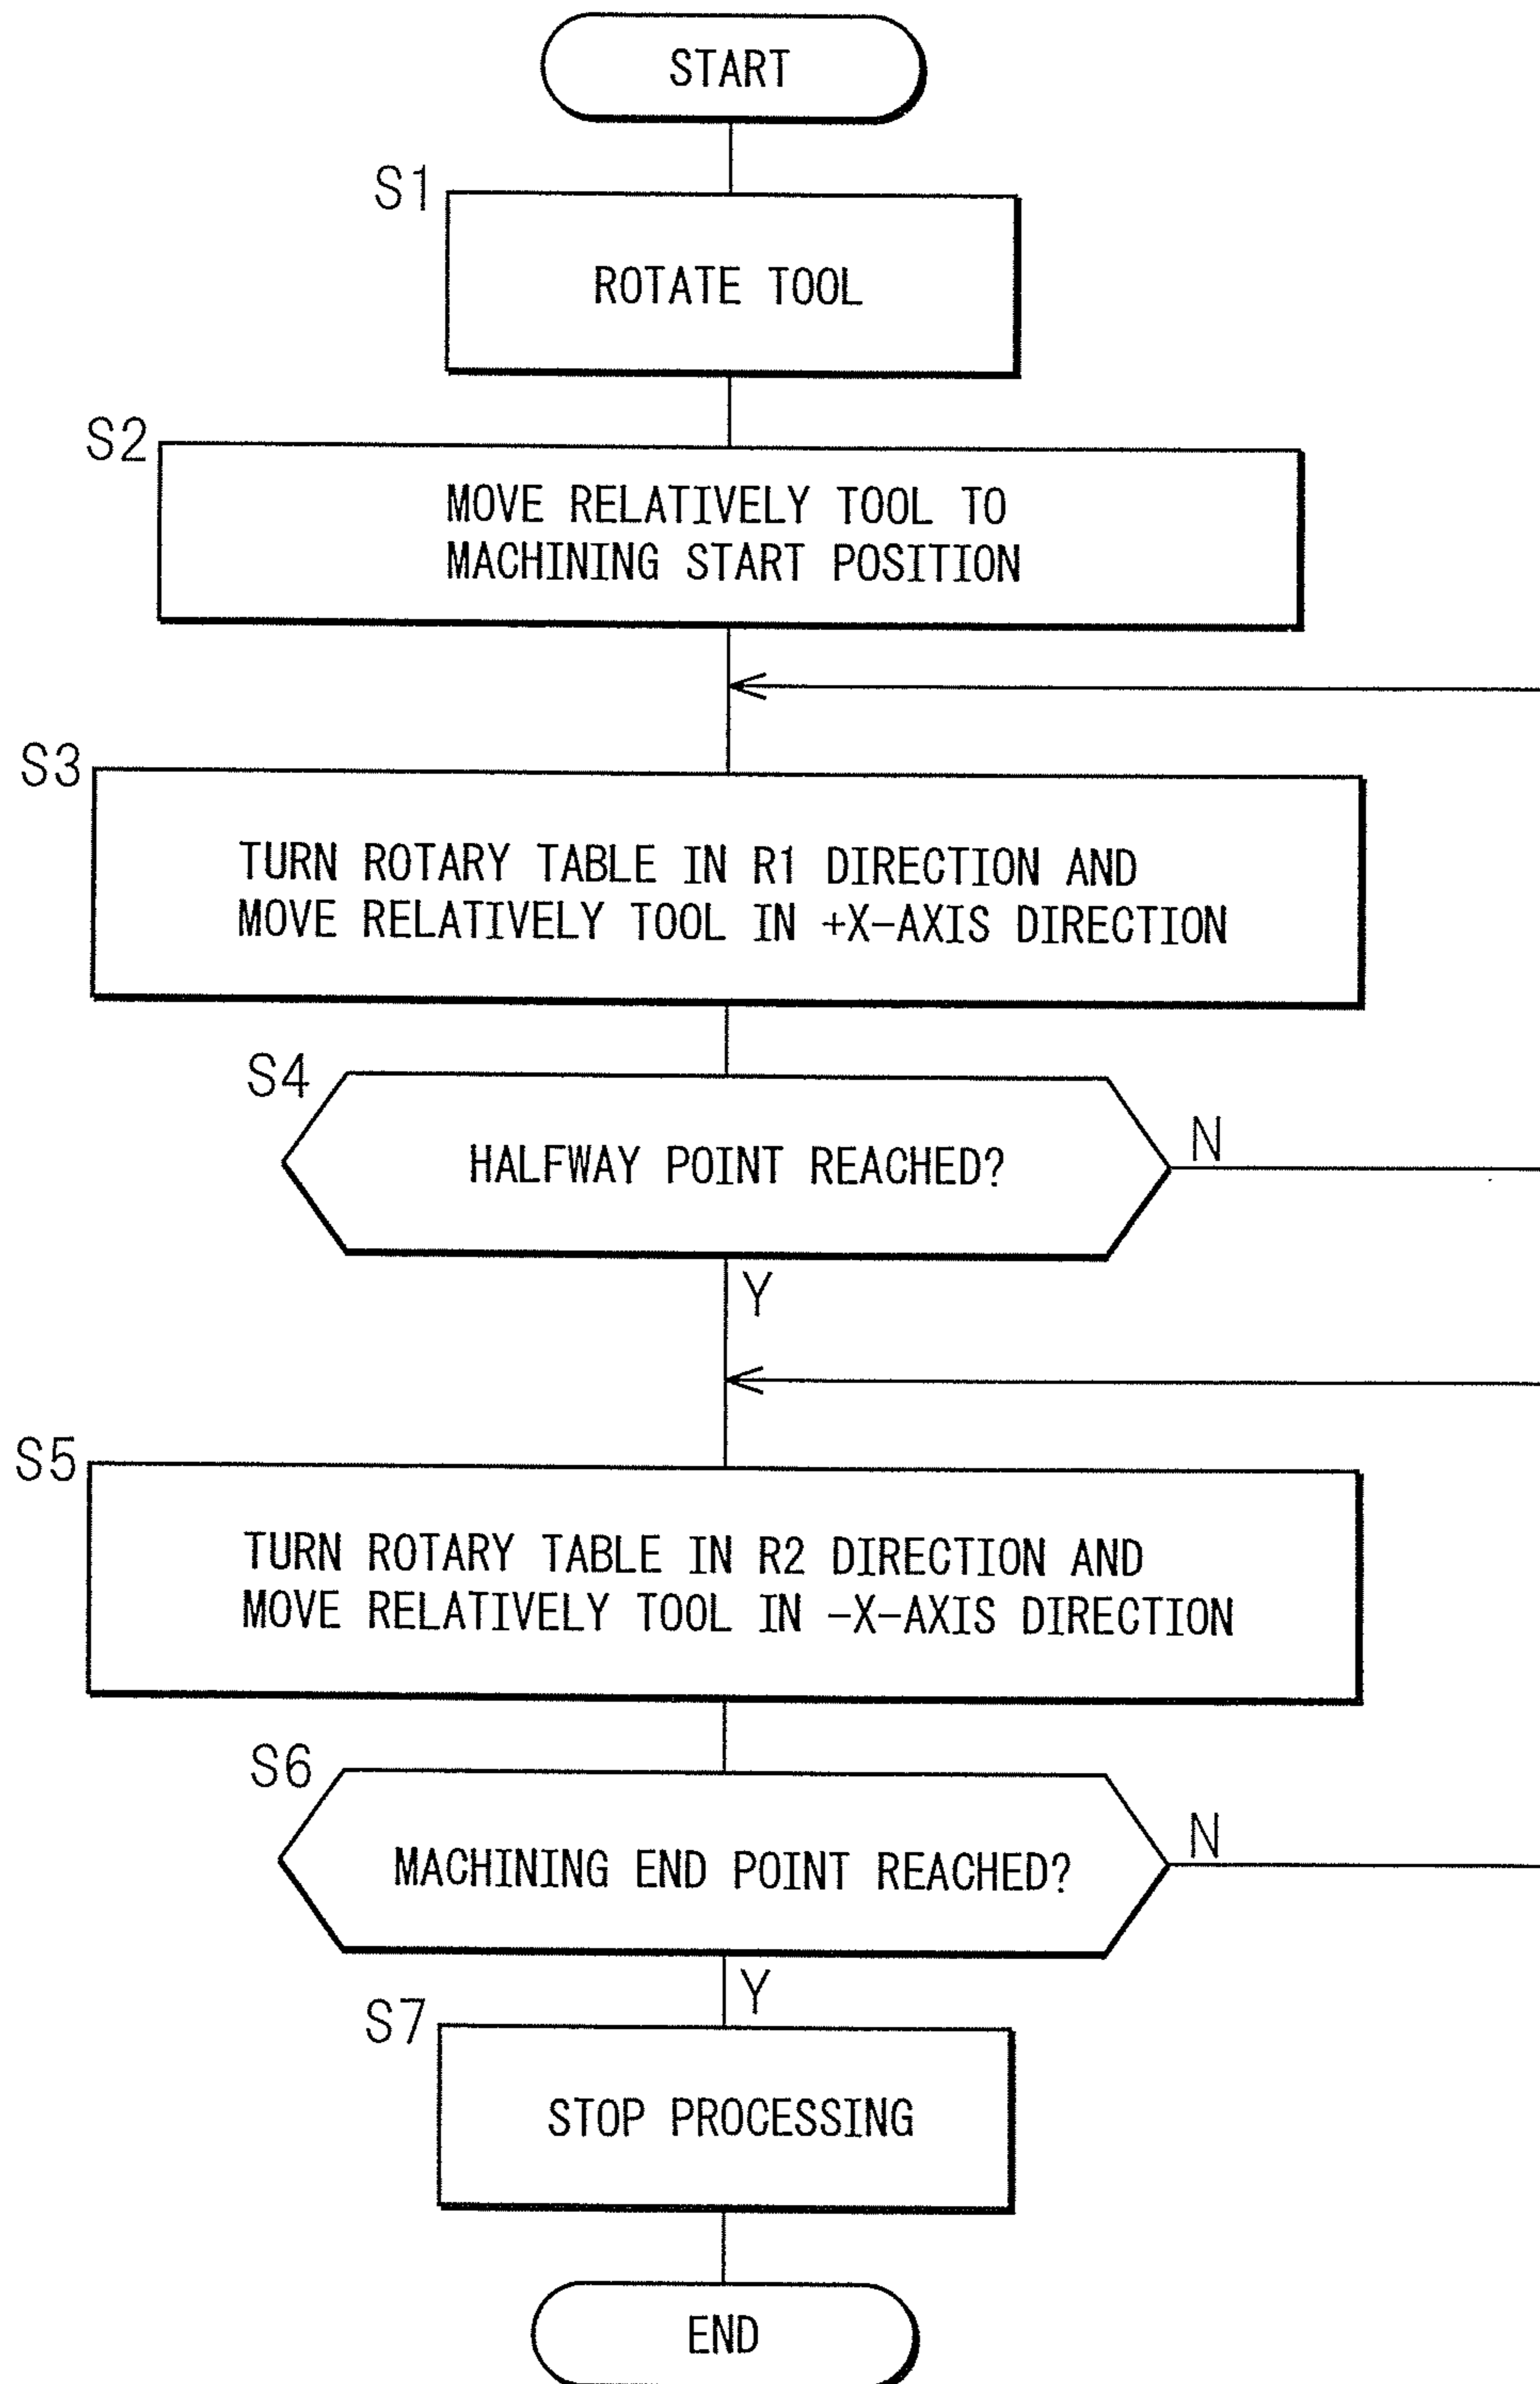 START
S1
ROTATE TOOL
S2
MOVE RELATIVELY TOOL TO
MACHINING START POSITION
S3
TURN ROTARY TABLE IN R1 DIRECTION AND
MOVE RELATIVELY TOOL IN +X-AXIS DIRECTION
S4
HALFWAY POINT REACHED?
N
Y
S5
TURN ROTARY TABLE IN R2 DIRECTION AND
MOVE RELATIVELY TOOL IN -X-AXIS DIRECTION
S6
MACHINING END POINT REACHED?
N
Y
S7
STOP PROCESSING
END